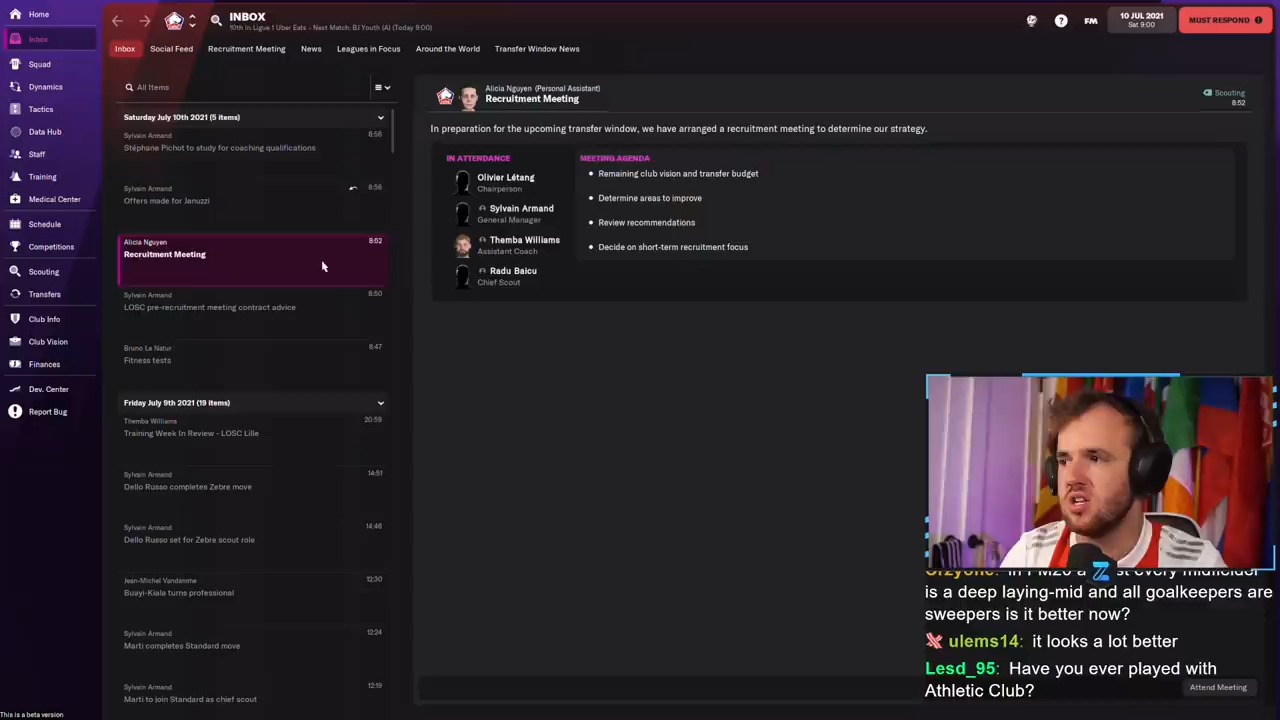 Home
Inbox
Squad
Dynamics
Tactics
Data Hub
Staff
Training
Medical Center
Schedule
Competitions
Scouting
Transfers
Club Info
Club Vision
Finances
Dev. Center
Report Bug
This is a beta version
INBOX
10th in Ligue 1 Uber Eats - Next Match: BJ Youth (A) (Today 9:00)
FM
10 JUL 2021
Sat 9:00
MUST RESPOND
Inbox
Social Feed
Recruitment Meeting
News
Leagues in Focus
Around the World
Transfer Window News
All Items
Saturday July 10th 2021 (5 items)
Sylvain Armand
8:56
Stéphane Pichot to study for coaching qualifications
Sylvain Armand
8:56
Offers made for Januzzi
Alicia Nguyen
8:52
Recruitment Meeting
Sylvain Armand
8:50
LOSC pre-recruitment meeting contract advice
Bruno La Natur
8:47
Fitness tests
Friday July 9th 2021 (19 items)
Themba Williams
20:59
Training Week In Review - LOSC Lille
Sylvain Armand
14:51
Dello Russo completes Zebre move
Sylvain Armand
14:46
Dello Russo set for Zebre scout role
Jean-Michel Vandamme
12:30
Buayi-Kiala turns professional
Sylvain Armand
12:24
Marti completes Standard move
Sylvain Armand
12:19
Marti to join Standard as chief scout
Alicia Nguyen (Personal Assistant)
Recruitment Meeting
Scouting
8:52
In preparation for the upcoming transfer window, we have arranged a recruitment meeting to determine our strategy.
IN ATTENDANCE
Olivier Létang
Chairperson
Sylvain Armand
General Manager
Themba Williams
Assistant Coach
Radu Baicu
Chief Scout
MEETING AGENDA
Remaining club vision and transfer budget
Determine areas to improve
Review recommendations
Decide on short-term recruitment focus
is a deep laying-mid and all goalkeepers are
sweepers is it better now?
ulems14: it looks a lot better
Lesd_95: Have you ever played with
Athletic Club?
Attend Meeting